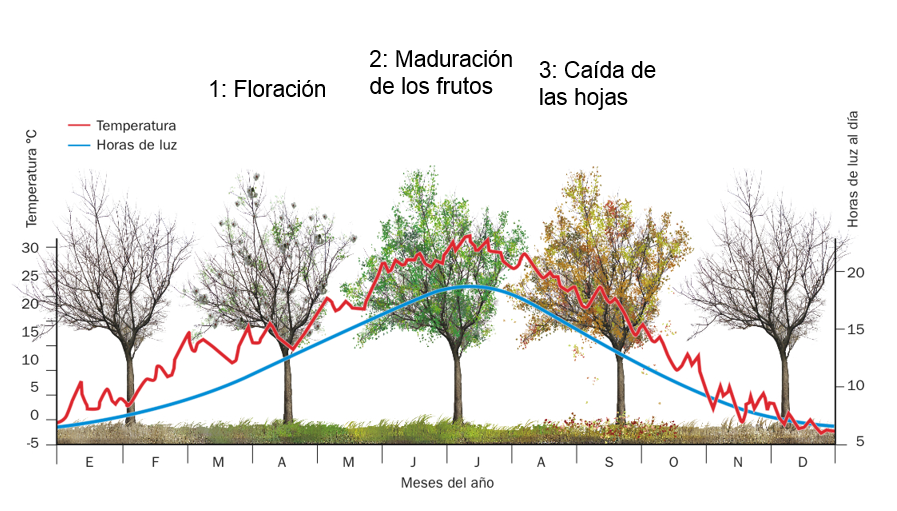 1: Floración
2: Maduración
de los frutos
3: Caída de
las hojas
Temperatura
Horas de luz
Temperatura °C
30
25
20
15
10
5
0
-5
Horas de luz al día
20
15
10
5
E F M A M J J A S O N D
Meses del año